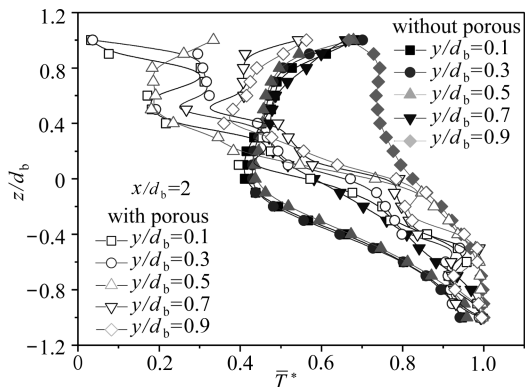 without porous
y/d_b=0.1
y/d_b=0.3
y/d_b=0.5
y/d_b=0.7
y/d_b=0.9
x/d_b=2
with porous
y/d_b=0.1
y/d_b=0.3
y/d_b=0.5
y/d_b=0.7
y/d_b=0.9
z/d_b
1.2
0.8
0.4
0
-0.4
-0.8
-1.2
0 0.2 0.4 0.6 0.8 1.0
T̅*